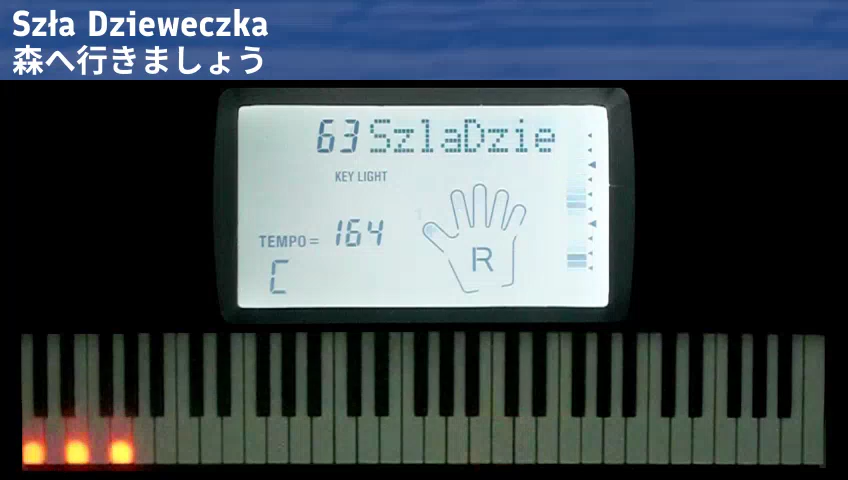 Szła Dzieweczka
森へ行きましょう
63 SzlaDzie
KEY LIGHT
TEMPO= 164
C
R